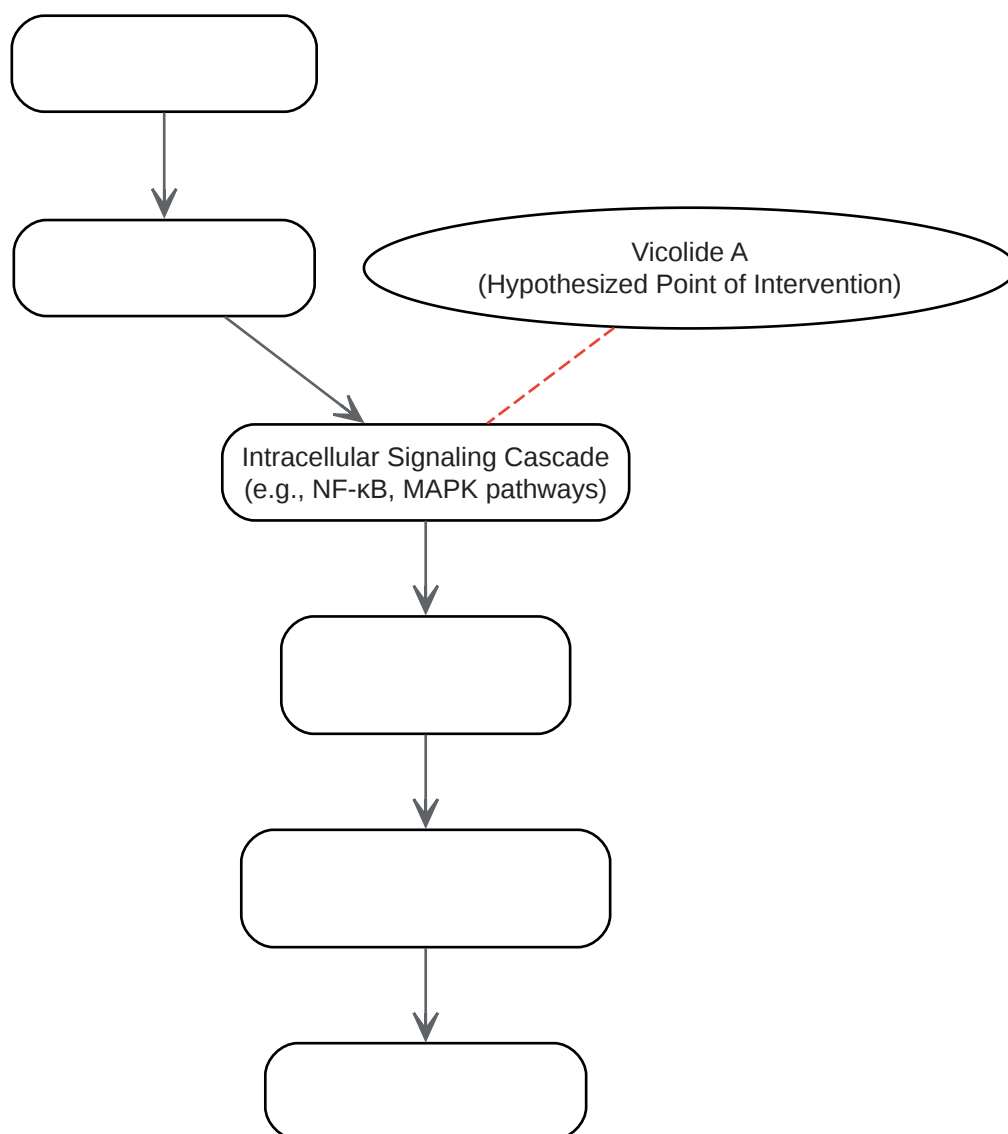 Vicolide A
(Hypothesized Point of Intervention)
Intracellular Signaling Cascade
(e.g., NF-κB, MAPK pathways)